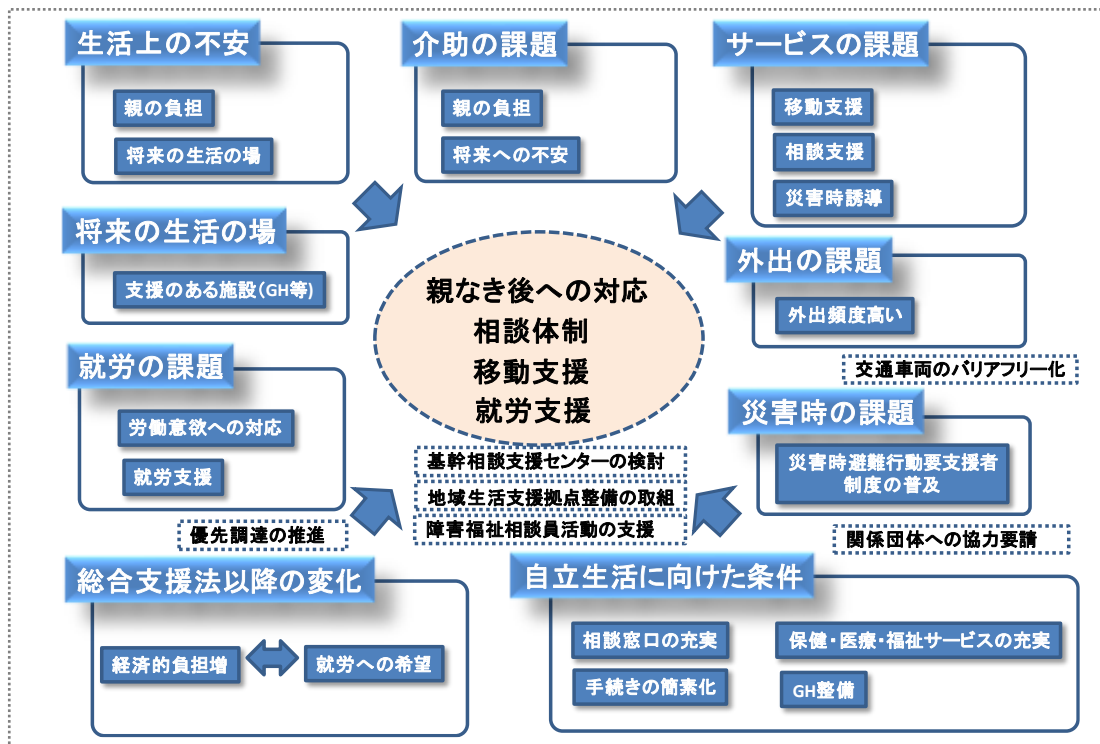 生活上の不安
親の負担
将来の生活の場
介助の課題
親の負担
将来への不安
サービスの課題
移動支援
相談支援
災害時誘導
将来の生活の場
支援のある施設(GH等)
外出の課題
外出頻度高い
交通車両のバリアフリー化
親なき後への対応
相談体制
移動支援
就労支援
就労の課題
労働意欲への対応
就労支援
優先調達の推進
基幹相談支援センターの検討
地域生活支援拠点整備の取組
障害福祉相談員活動の支援
災害時の課題
災害時避難行動要支援者
制度の普及
関係団体への協力要請
総合支援法以降の変化
経済的負担増
就労への希望
自立生活に向けた条件
相談窓口の充実
保健・医療・福祉サービスの充実
手続きの簡素化
GH整備